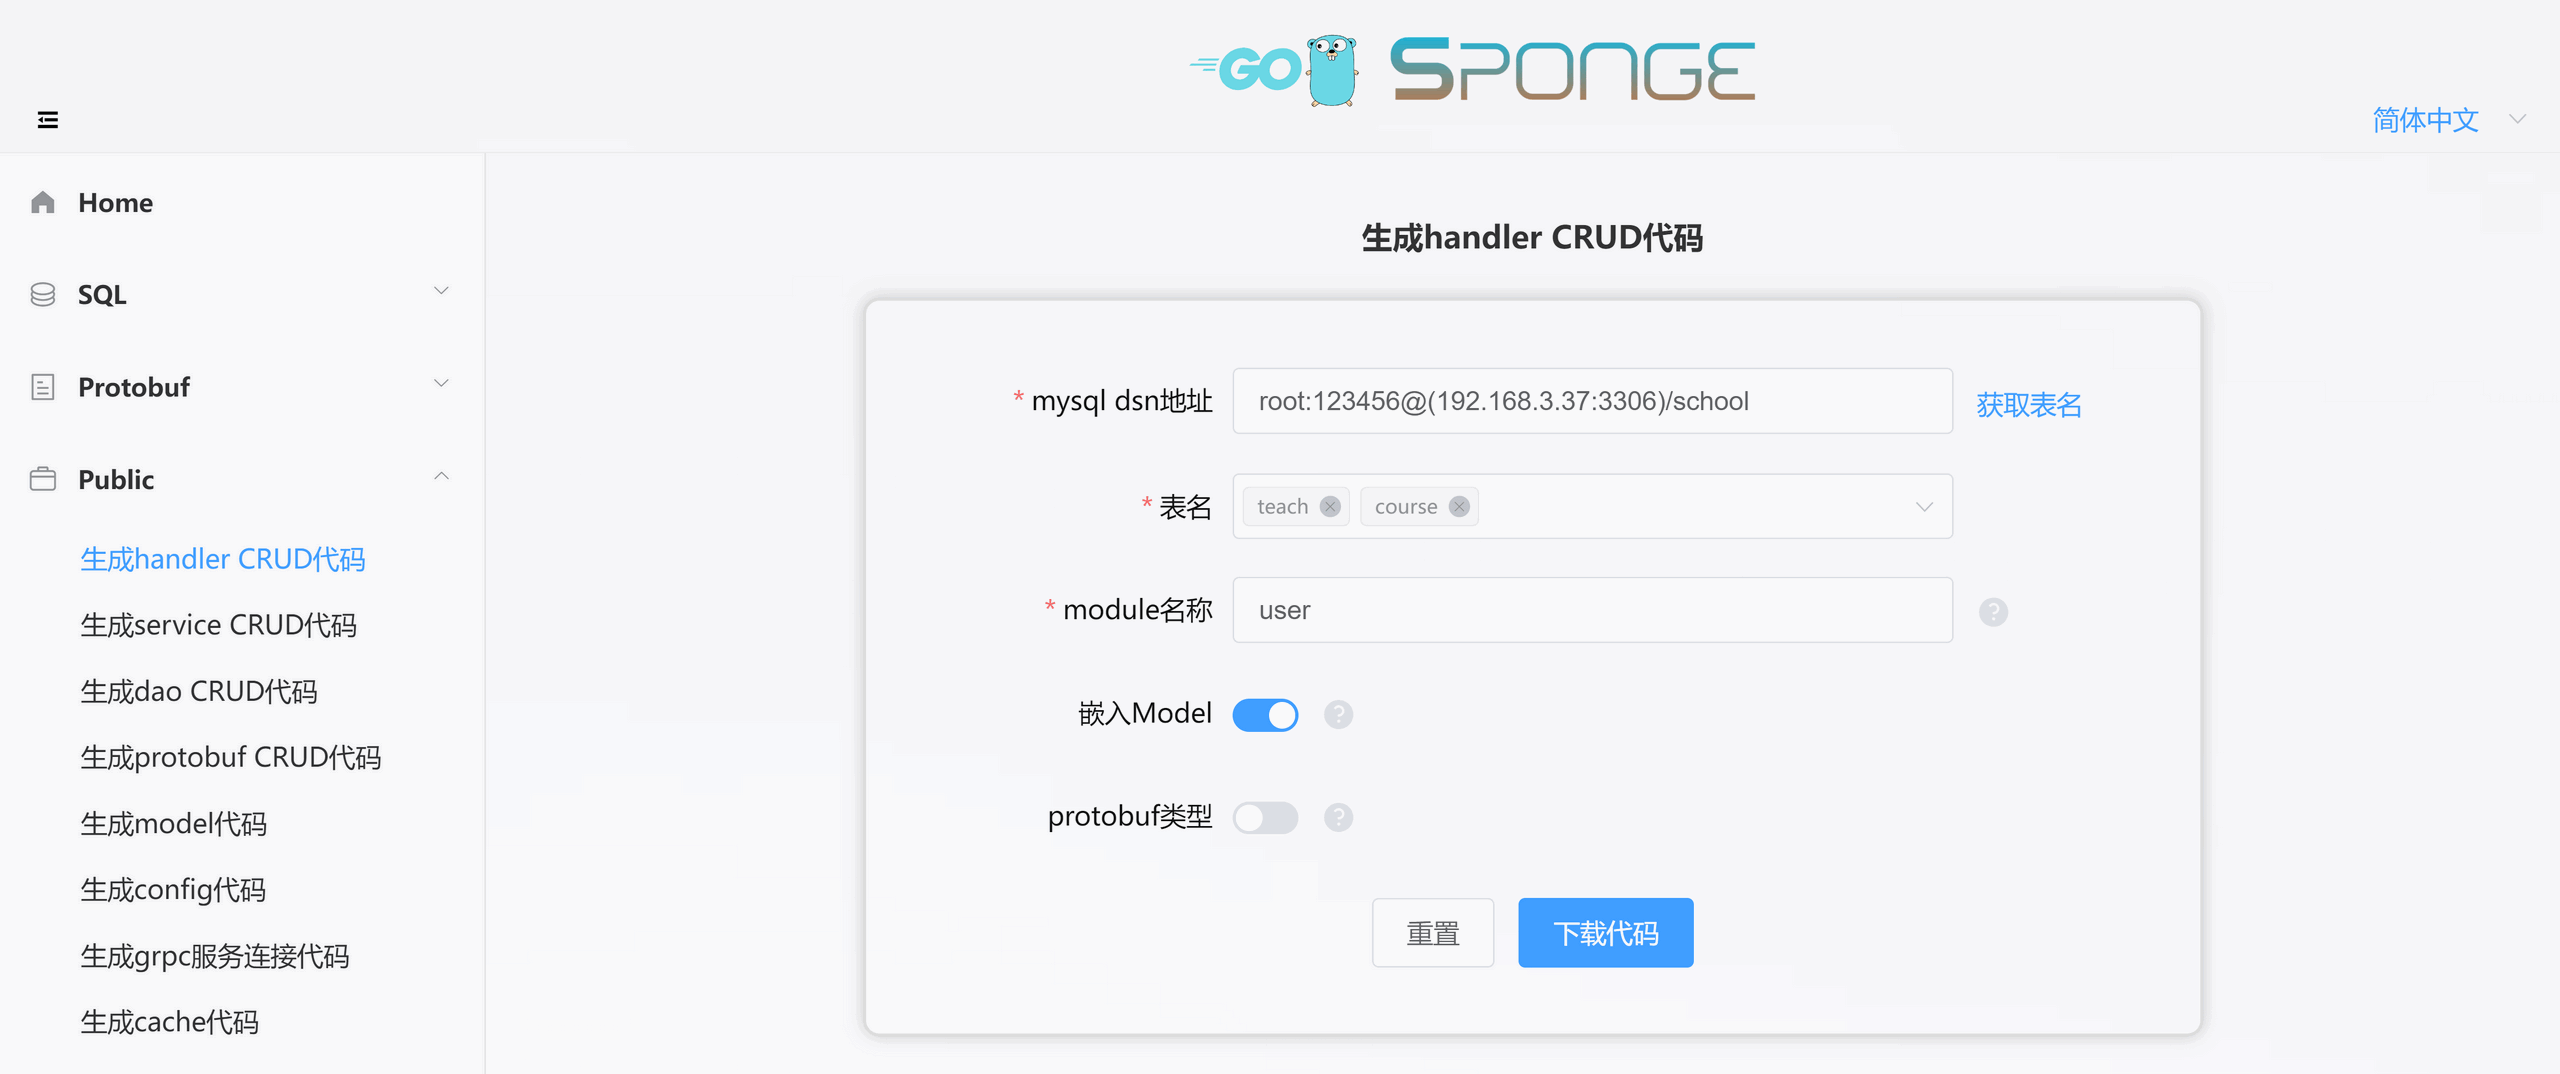 GO SPONGE
简体中文
Home
SQL
Protobuf
Public
生成handler CRUD代码
生成service CRUD代码
生成dao CRUD代码
生成protobuf CRUD代码
生成model代码
生成config代码
生成grpc服务连接代码
生成cache代码
生成handler CRUD代码
* mysql dsn地址 root:123456@(192.168.3.37:3306)/school 获取表名
* 表名 teach course
* module名称 user ?
嵌入Model ?
protobuf类型 ?
重置 下载代码